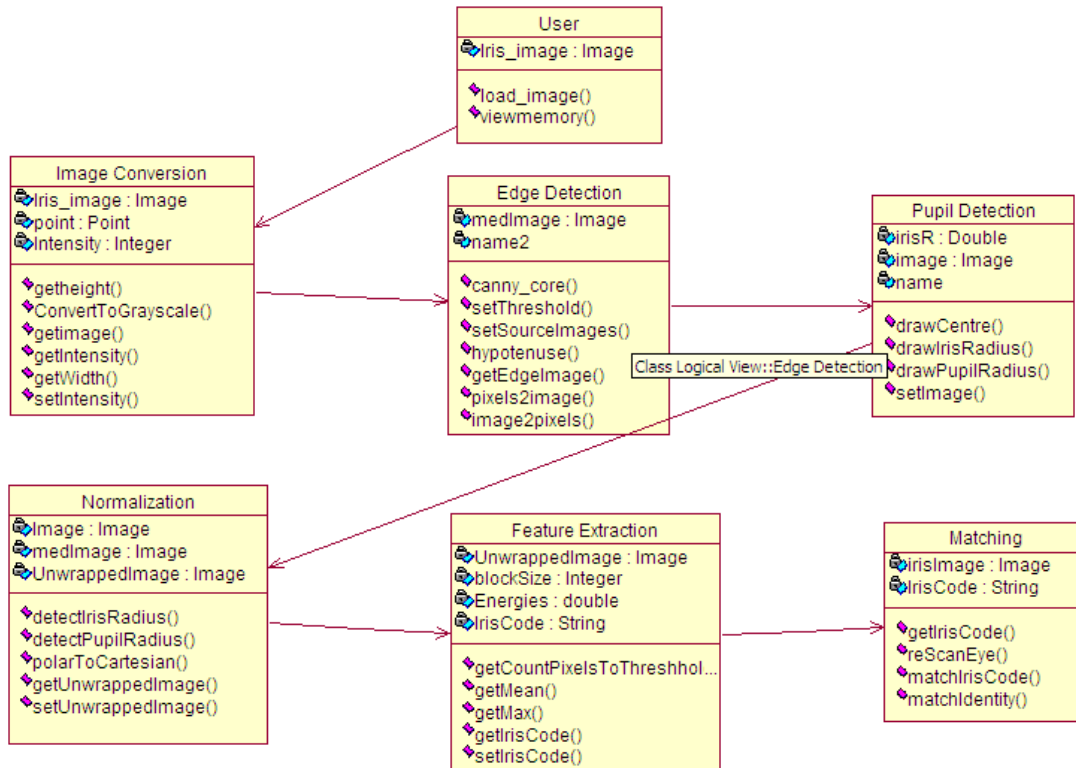 User
Iris_image : Image
load_image()
viewmemory()
Image Conversion
Iris_image : Image
point : Point
Intensity : Integer
getheight()
ConvertToGrayscale()
getimage()
getIntensity()
getWidth()
setIntensity()
Edge Detection
medImage : Image
name2
canny_core()
setThreshold()
setSourceImages()
hypotenuse()
getEdgeImage()
pixels2image()
image2pixels()
Class Logical View::Edge Detection
Pupil Detection
irisR : Double
image : Image
name
drawCentre()
drawIrisRadius()
drawPupilRadius()
setImage()
Normalization
Image : Image
medImage : Image
UnwrappedImage : Image
detectIrisRadius()
detectPupilRadius()
polarToCartesian()
getUnwrappedImage()
setUnwrappedImage()
Feature Extraction
UnwrappedImage : Image
blockSize : Integer
Energies : double
IrisCode : String
getCountPixelsToThreshhol...
getMean()
getMax()
getIrisCode()
setIrisCode()
Matching
irisImage : Image
IrisCode : String
getIrisCode()
reScanEye()
matchIrisCode()
matchIdentity()